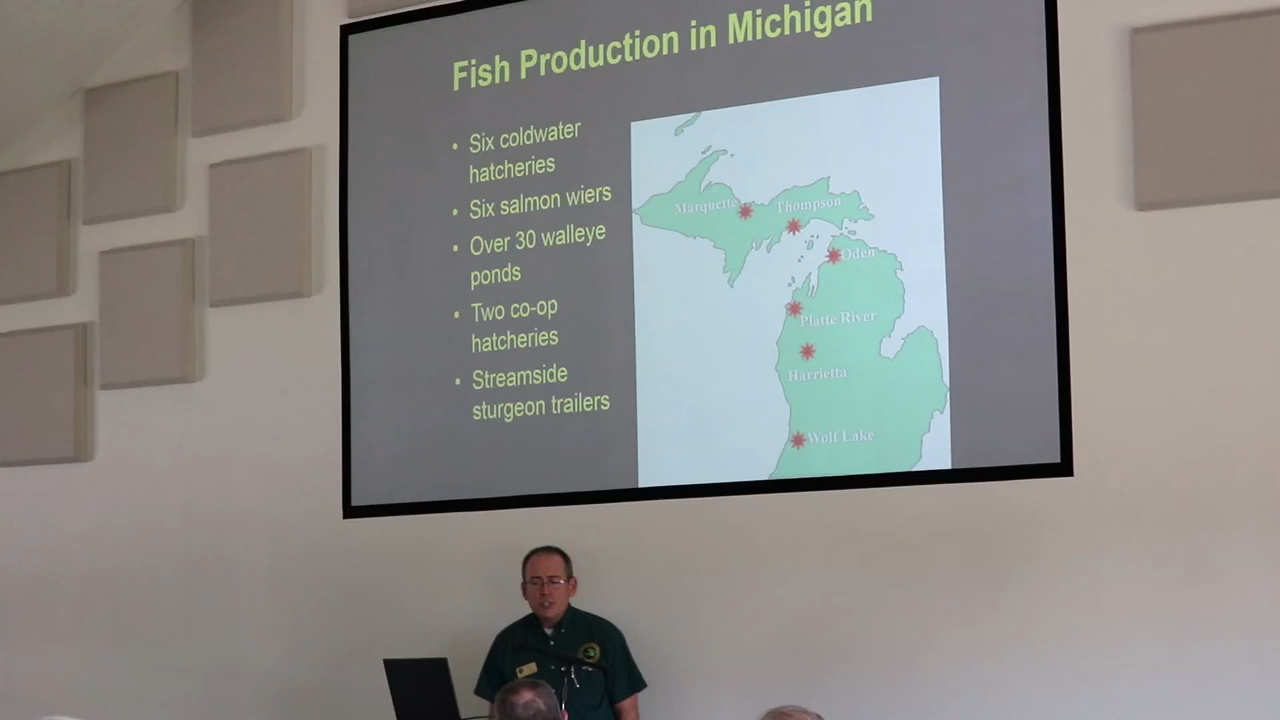 Fish Production in Michigan
• Six coldwater
hatcheries
• Six salmon wiers
• Over 30 walleye
ponds
• Two co-op
hatcheries
• Streamside
sturgeon trailers
Marquette
Thompson
Oden
Platte River
Harrietta
Wolf Lake